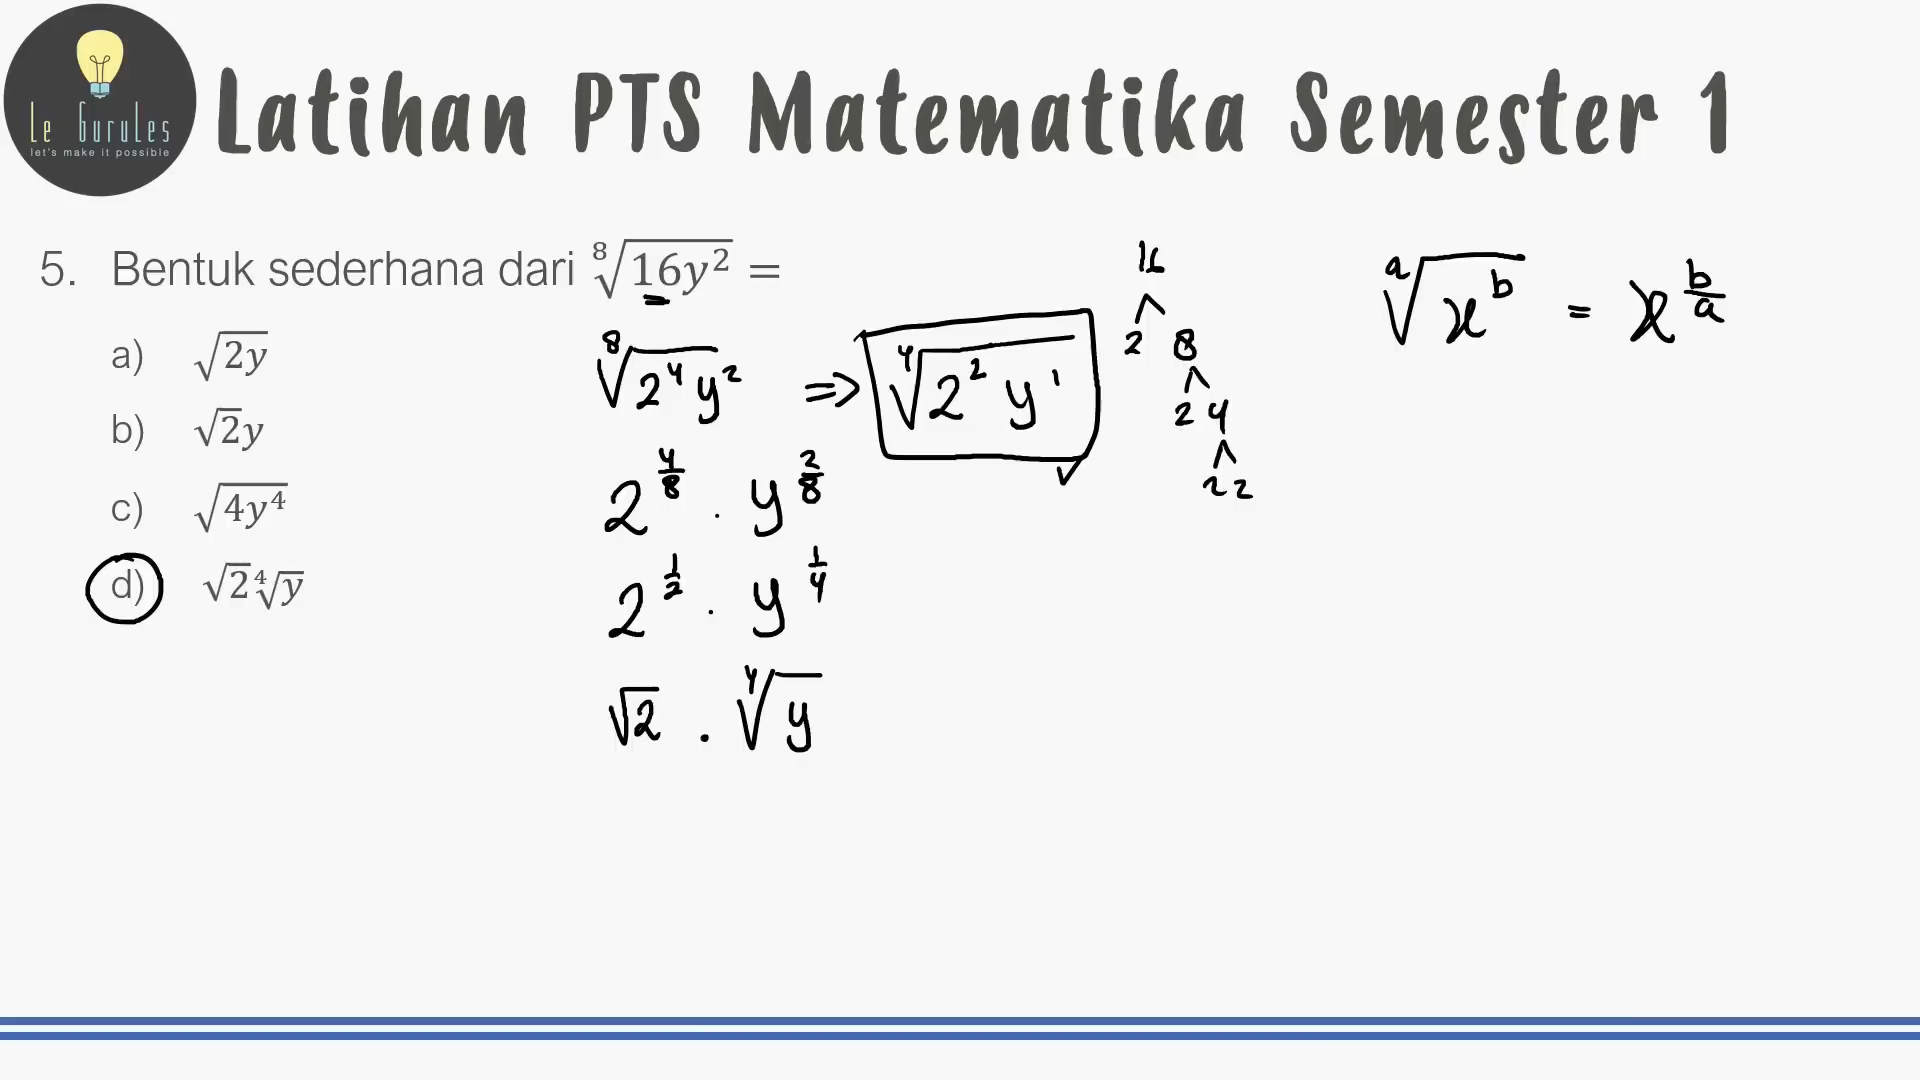 Le GuruLes
let's make it possible
Latihan PTS Matematika Semester 1
5. Bentuk sederhana dari ⁸√(16y²) =
a) √(2y)
b) √2y
c) √(4y⁴)
d) √2 ⁴√y
⁸√(2⁴y²) => ⁴√(2²y¹)
2^(4/8) . y^(2/8)
2^(1/2) . y^(1/4)
√2 . ⁴√y
16
2 8
2 4
2 2
ᵃ√(x^b) = x^(b/a)